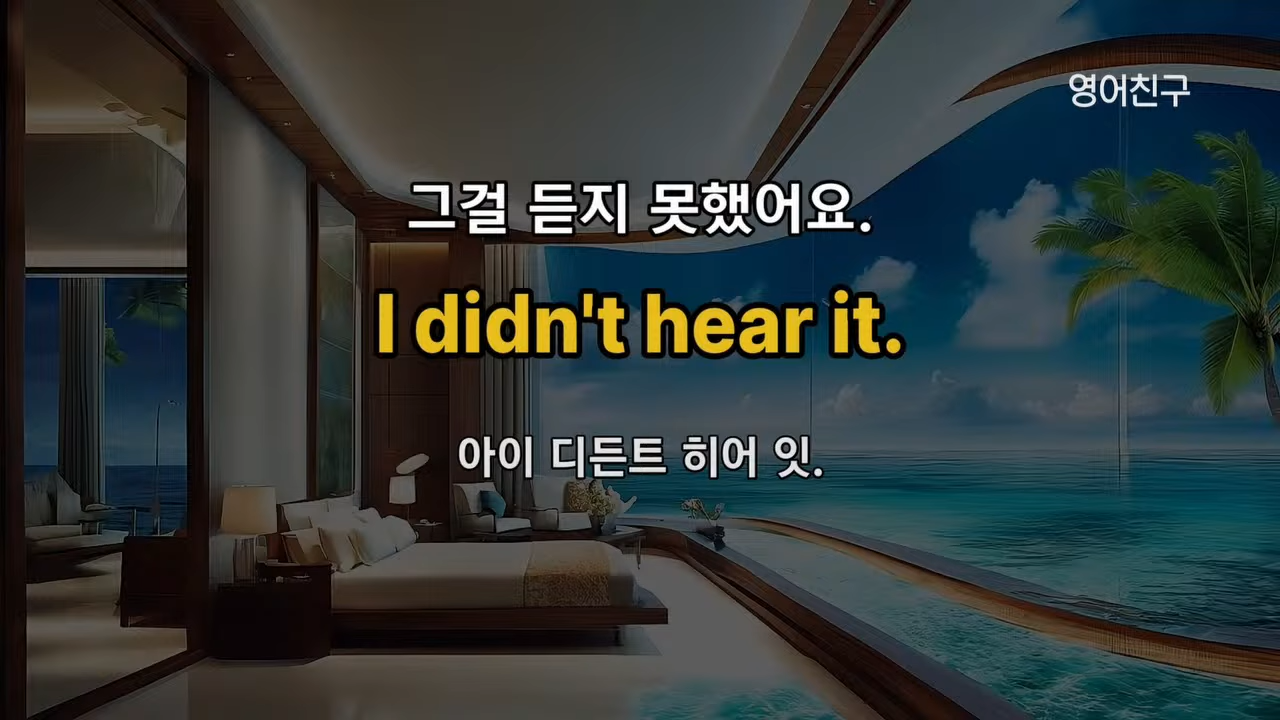 영어친구
그걸 듣지 못했어요.
I didn't hear it.
아이 디든트 히어 잇.